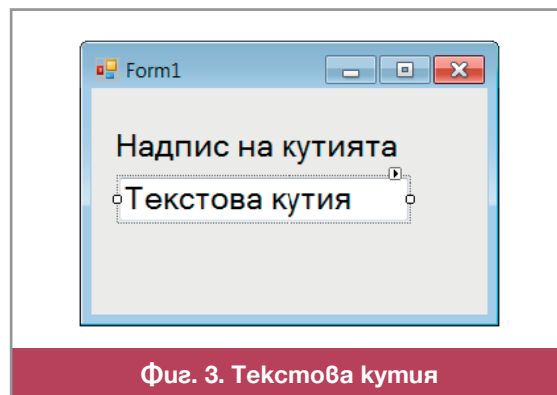 Form1
Надпис на кутията
Текстова кутия
Фиг. 3. Текстова кутия